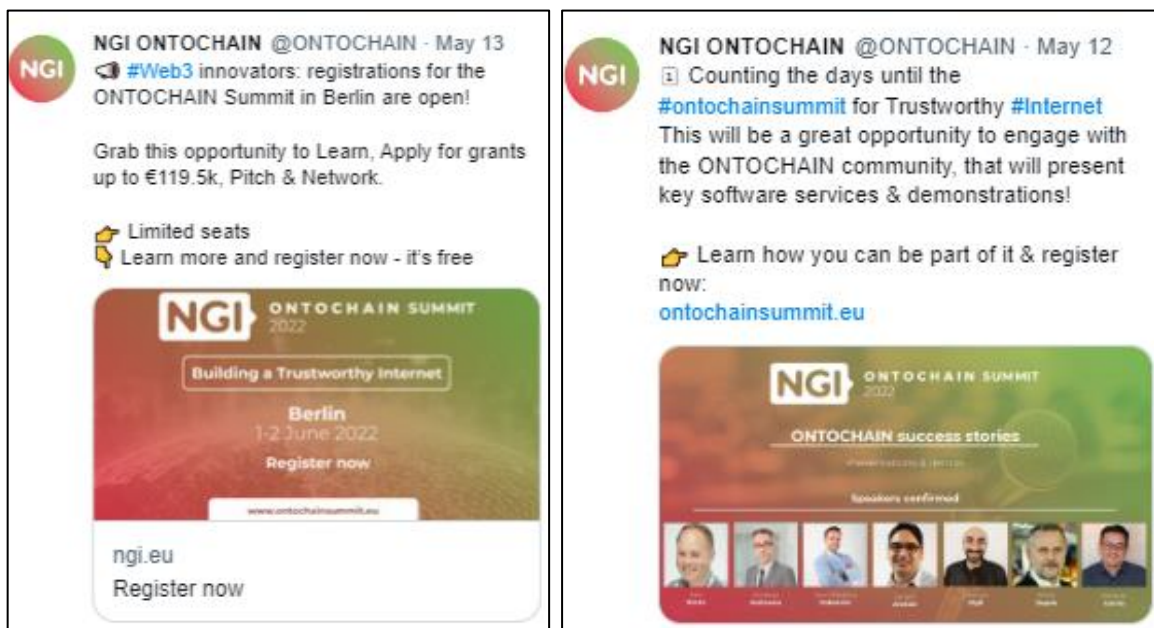 NGI ONTOCHAIN @ONTOCHAIN · May 13
#Web3 innovators: registrations for the
ONTOCHAIN Summit in Berlin are open!
Grab this opportunity to Learn, Apply for grants
up to €119.5k, Pitch & Network.
Limited seats
Learn more and register now - it's free
NGI
NGI ONTOCHAIN SUMMIT
2022
Building a Trustworthy Internet
Berlin
1-2 June 2022
Register now
www.ontochainsummit.eu
ngi.eu
Register now
NGI ONTOCHAIN @ONTOCHAIN · May 12
Counting the days until the
#ontochainsummit for Trustworthy #Internet
This will be a great opportunity to engage with
the ONTOCHAIN community, that will present
key software services & demonstrations!
Learn how you can be part of it & register
now:
ontochainsummit.eu
NGI
NGI ONTOCHAIN SUMMIT
2022
ONTOCHAIN success stories
Speakers confirmed